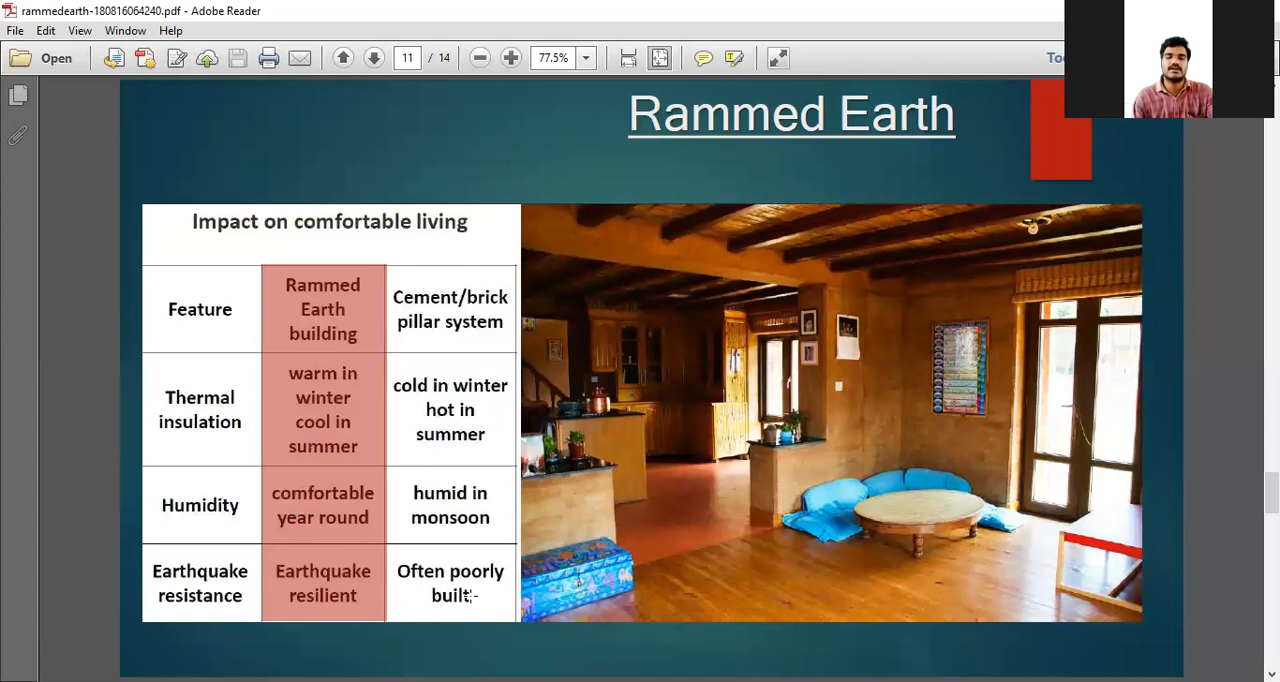 rammedearth-180816064240.pdf - Adobe Reader
File Edit View Window Help
Open
11 / 14
77.5%
Rammed Earth
Impact on comfortable living
Feature
Rammed
Earth
building
Cement/brick
pillar system
Thermal
insulation
warm in
winter
cool in
summer
cold in winter
hot in
summer
Humidity
comfortable
year round
humid in
monsoon
Earthquake
resistance
Earthquake
resilient
Often poorly
built